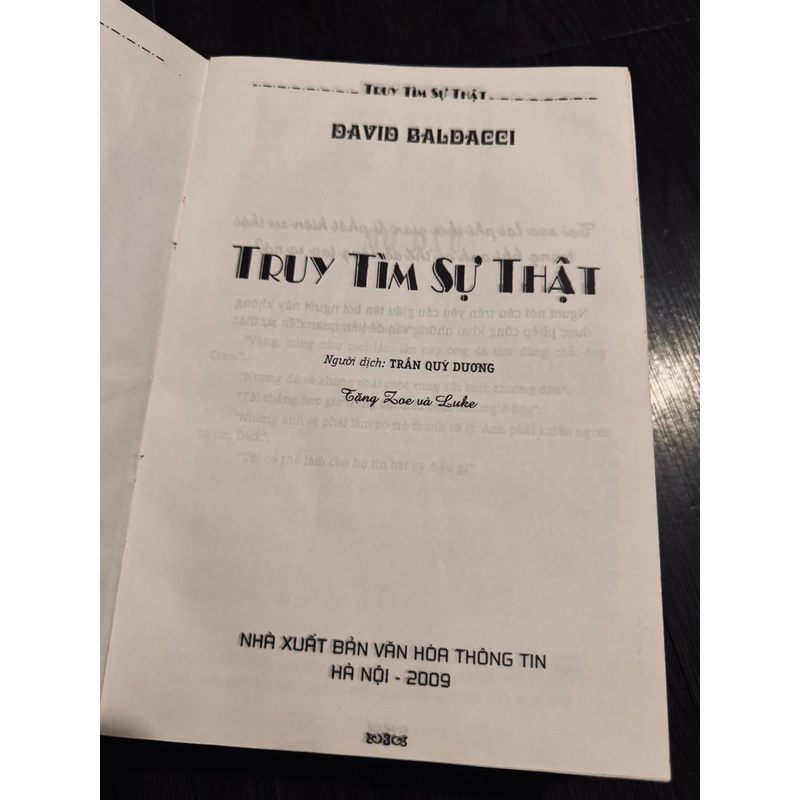 TRUY TÌM SỰ THẬT
DAVID BALDACCI
TRUY TÌM SỰ THẬT
Người dịch: TRẦN QUÝ DƯƠNG
Tặng Zoe và Luke
NHÀ XUẤT BẢN VĂN HÓA THÔNG TIN
HÀ NỘI - 2009
3